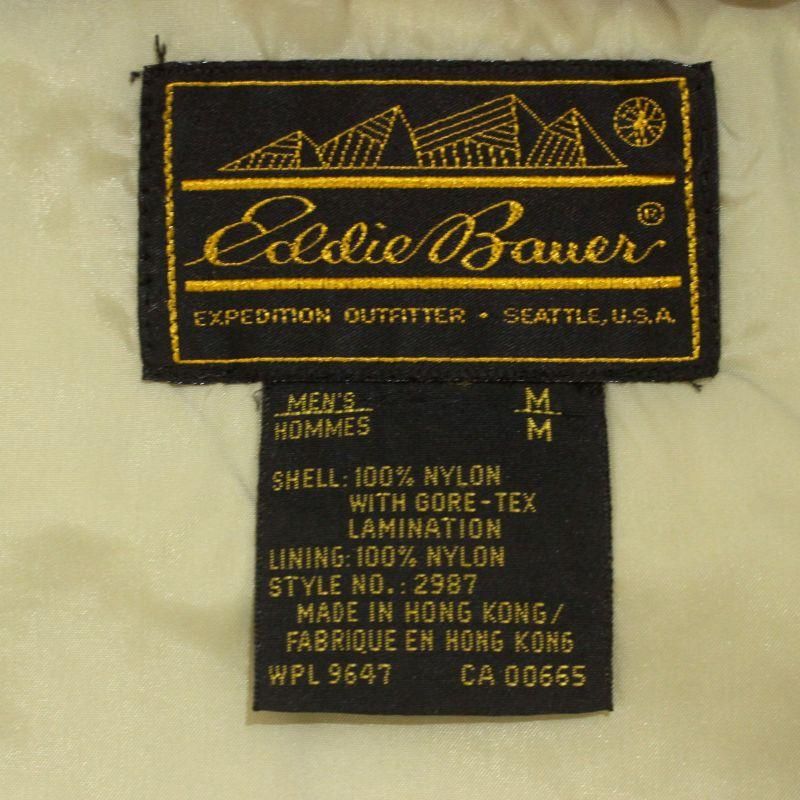 Eddie Bauer ®
EXPEDITION OUTFITTER • SEATTLE, U.S.A.
MEN'S M
HOMMES M
SHELL: 100% NYLON
WITH GORE-TEX
LAMINATION
LINING: 100% NYLON
STYLE NO.: 2987
MADE IN HONG KONG/
FABRIQUE EN HONG KONG
WPL 9647 CA 00665